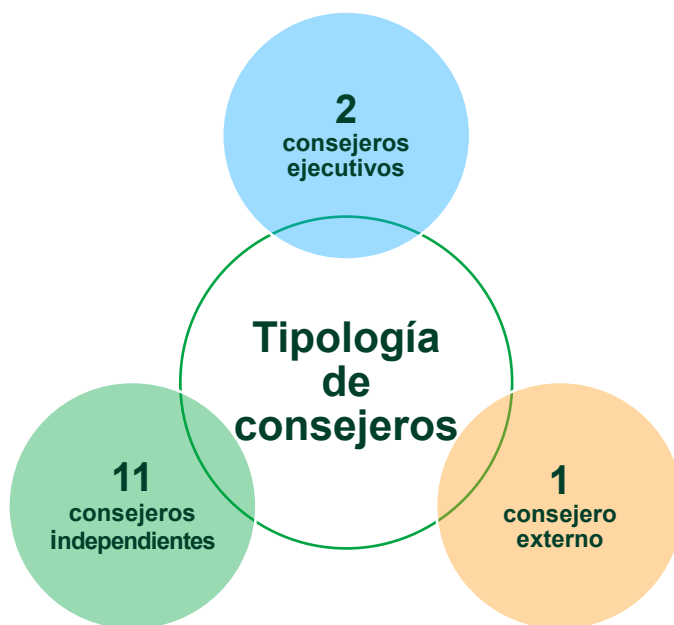 2
consejeros
ejecutivos
Tipología
de
consejeros
11
consejeros
independientes
1
consejero
externo